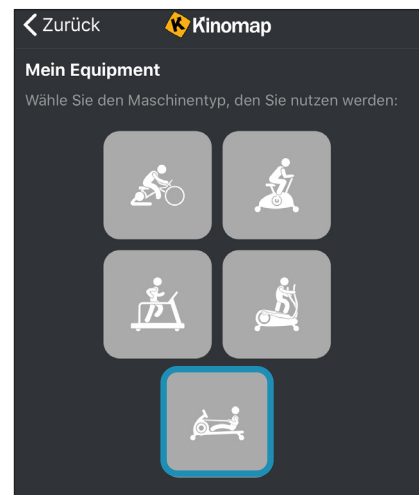 Zurück
Kinomap
Mein Equipment
Wähle Sie den Maschinentyp, den Sie nutzen werden: